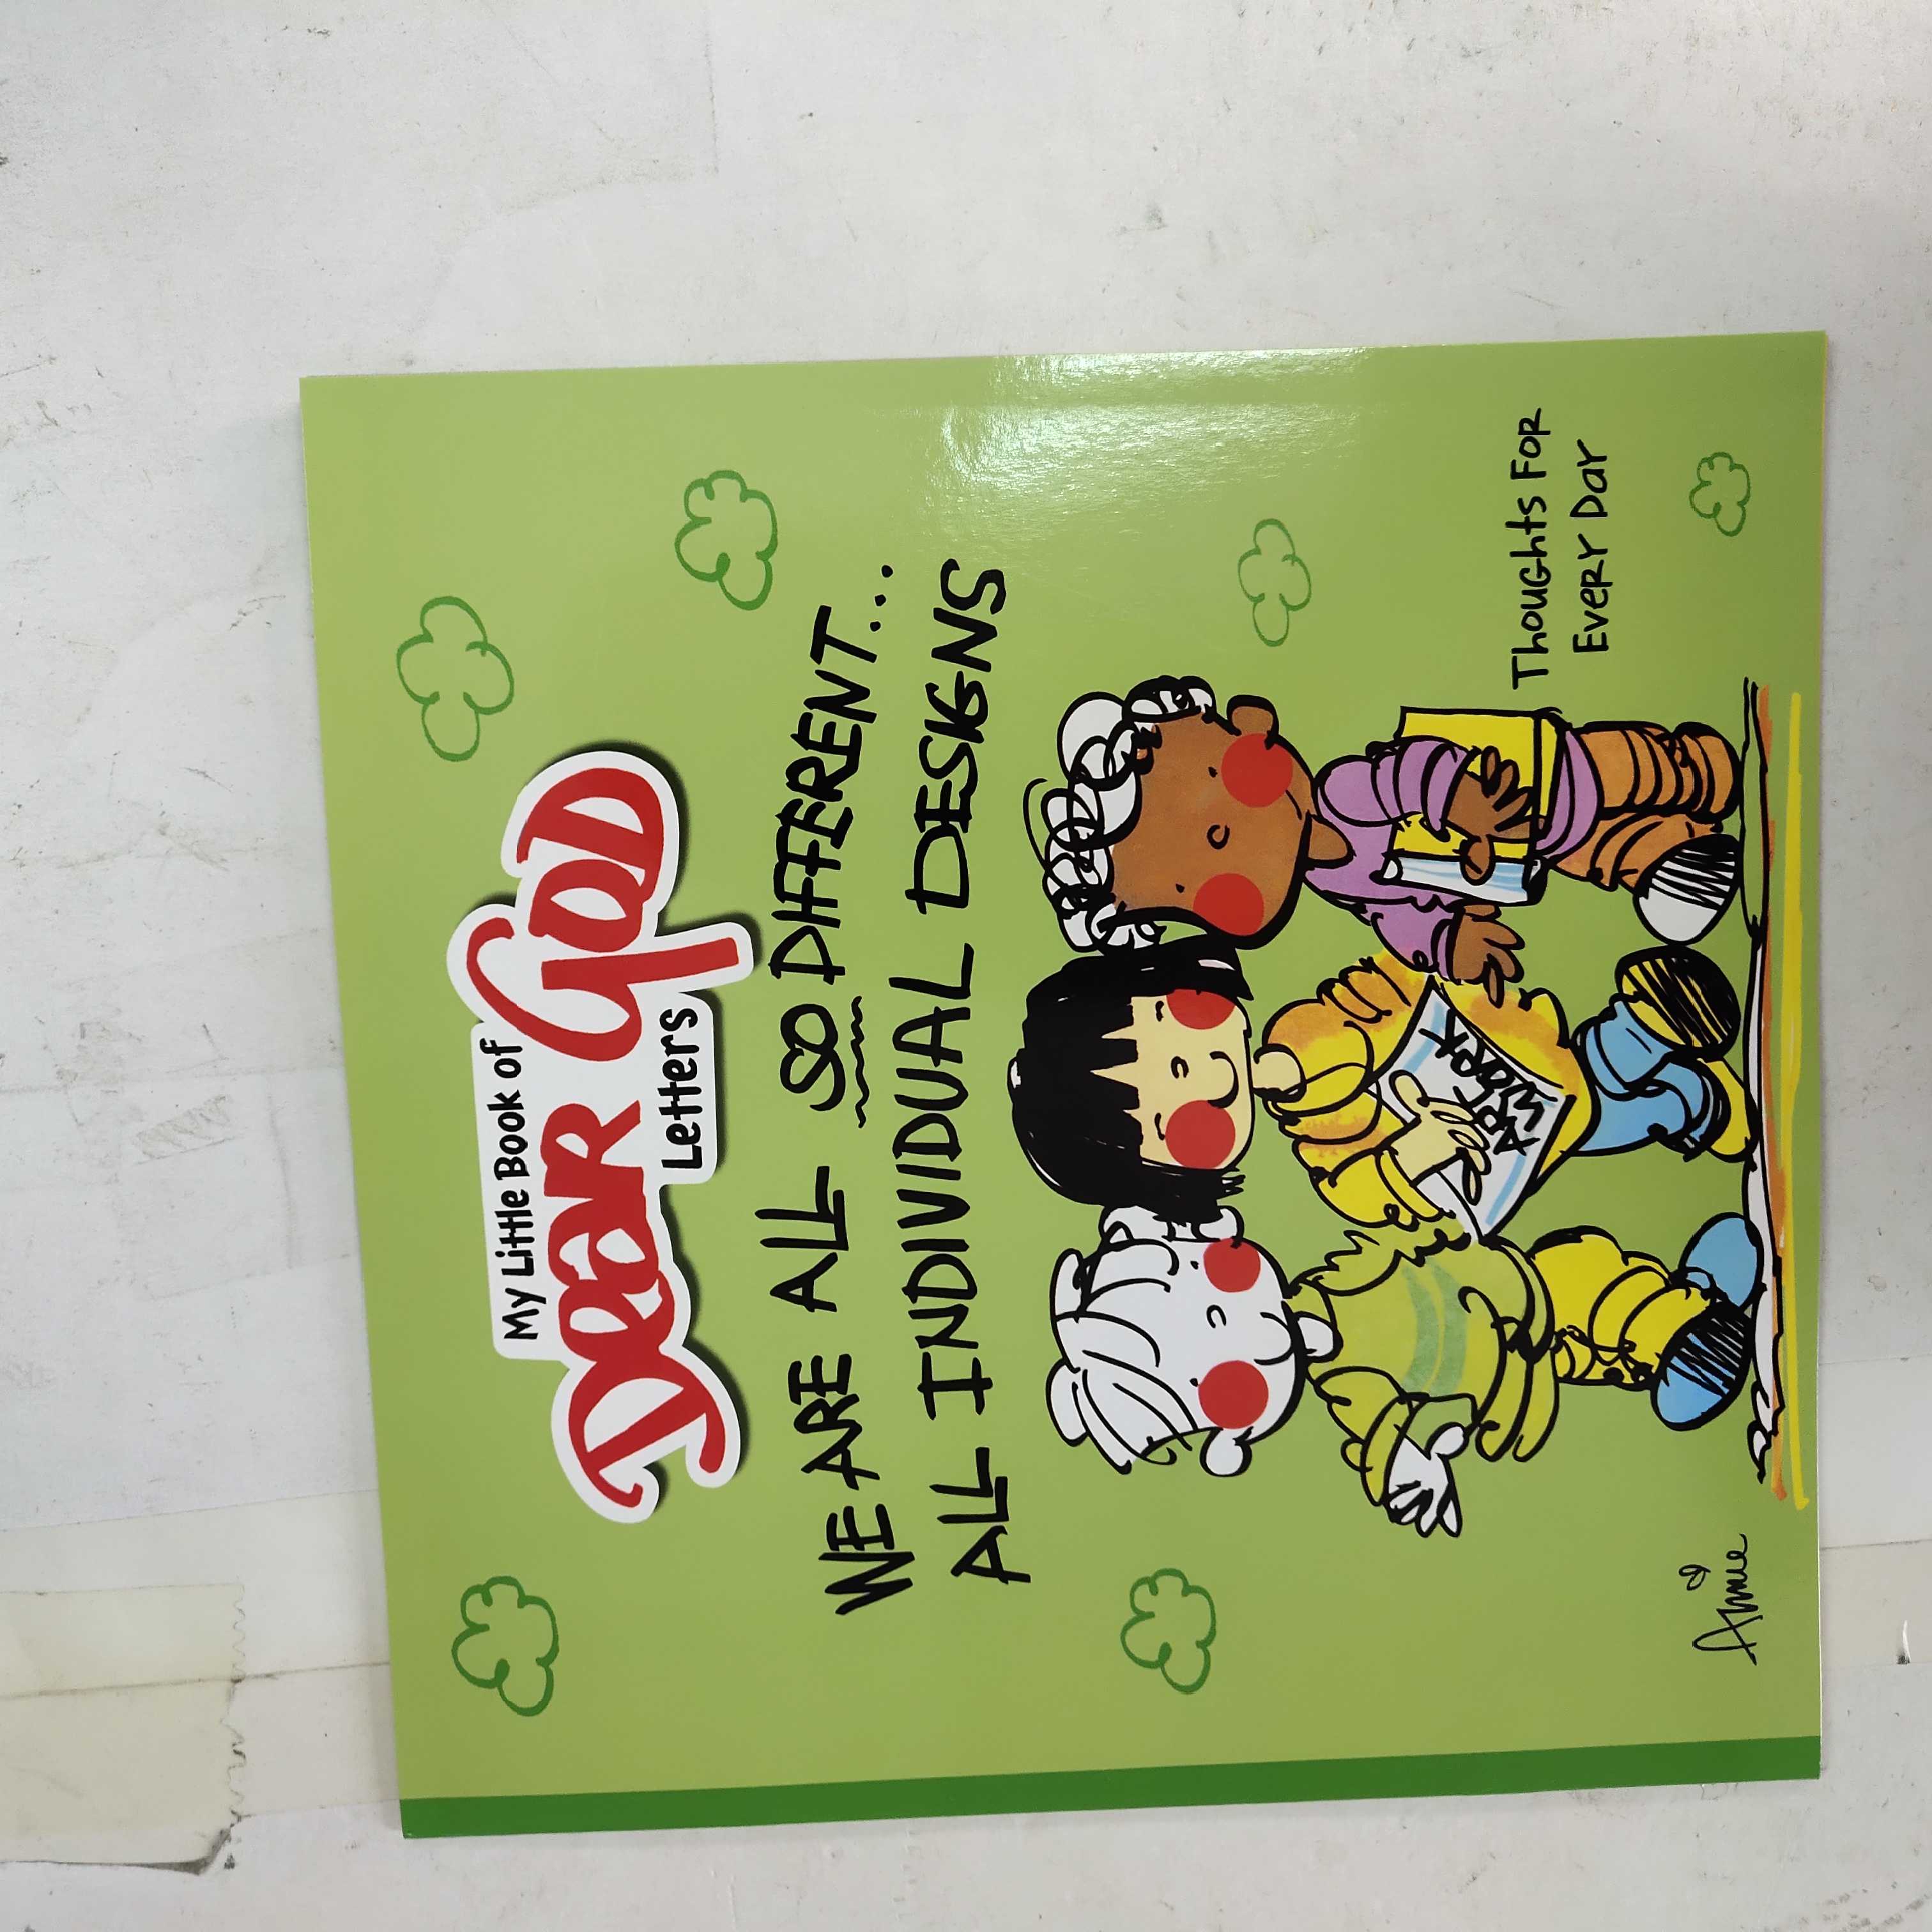 My Little Book of
Dear God
Letters
WE ARE ALL SO DIFFERENT...
ALL INDIVIDUAL DESIGNS
ART
WORK
Thoughts For
Every Day
Annie